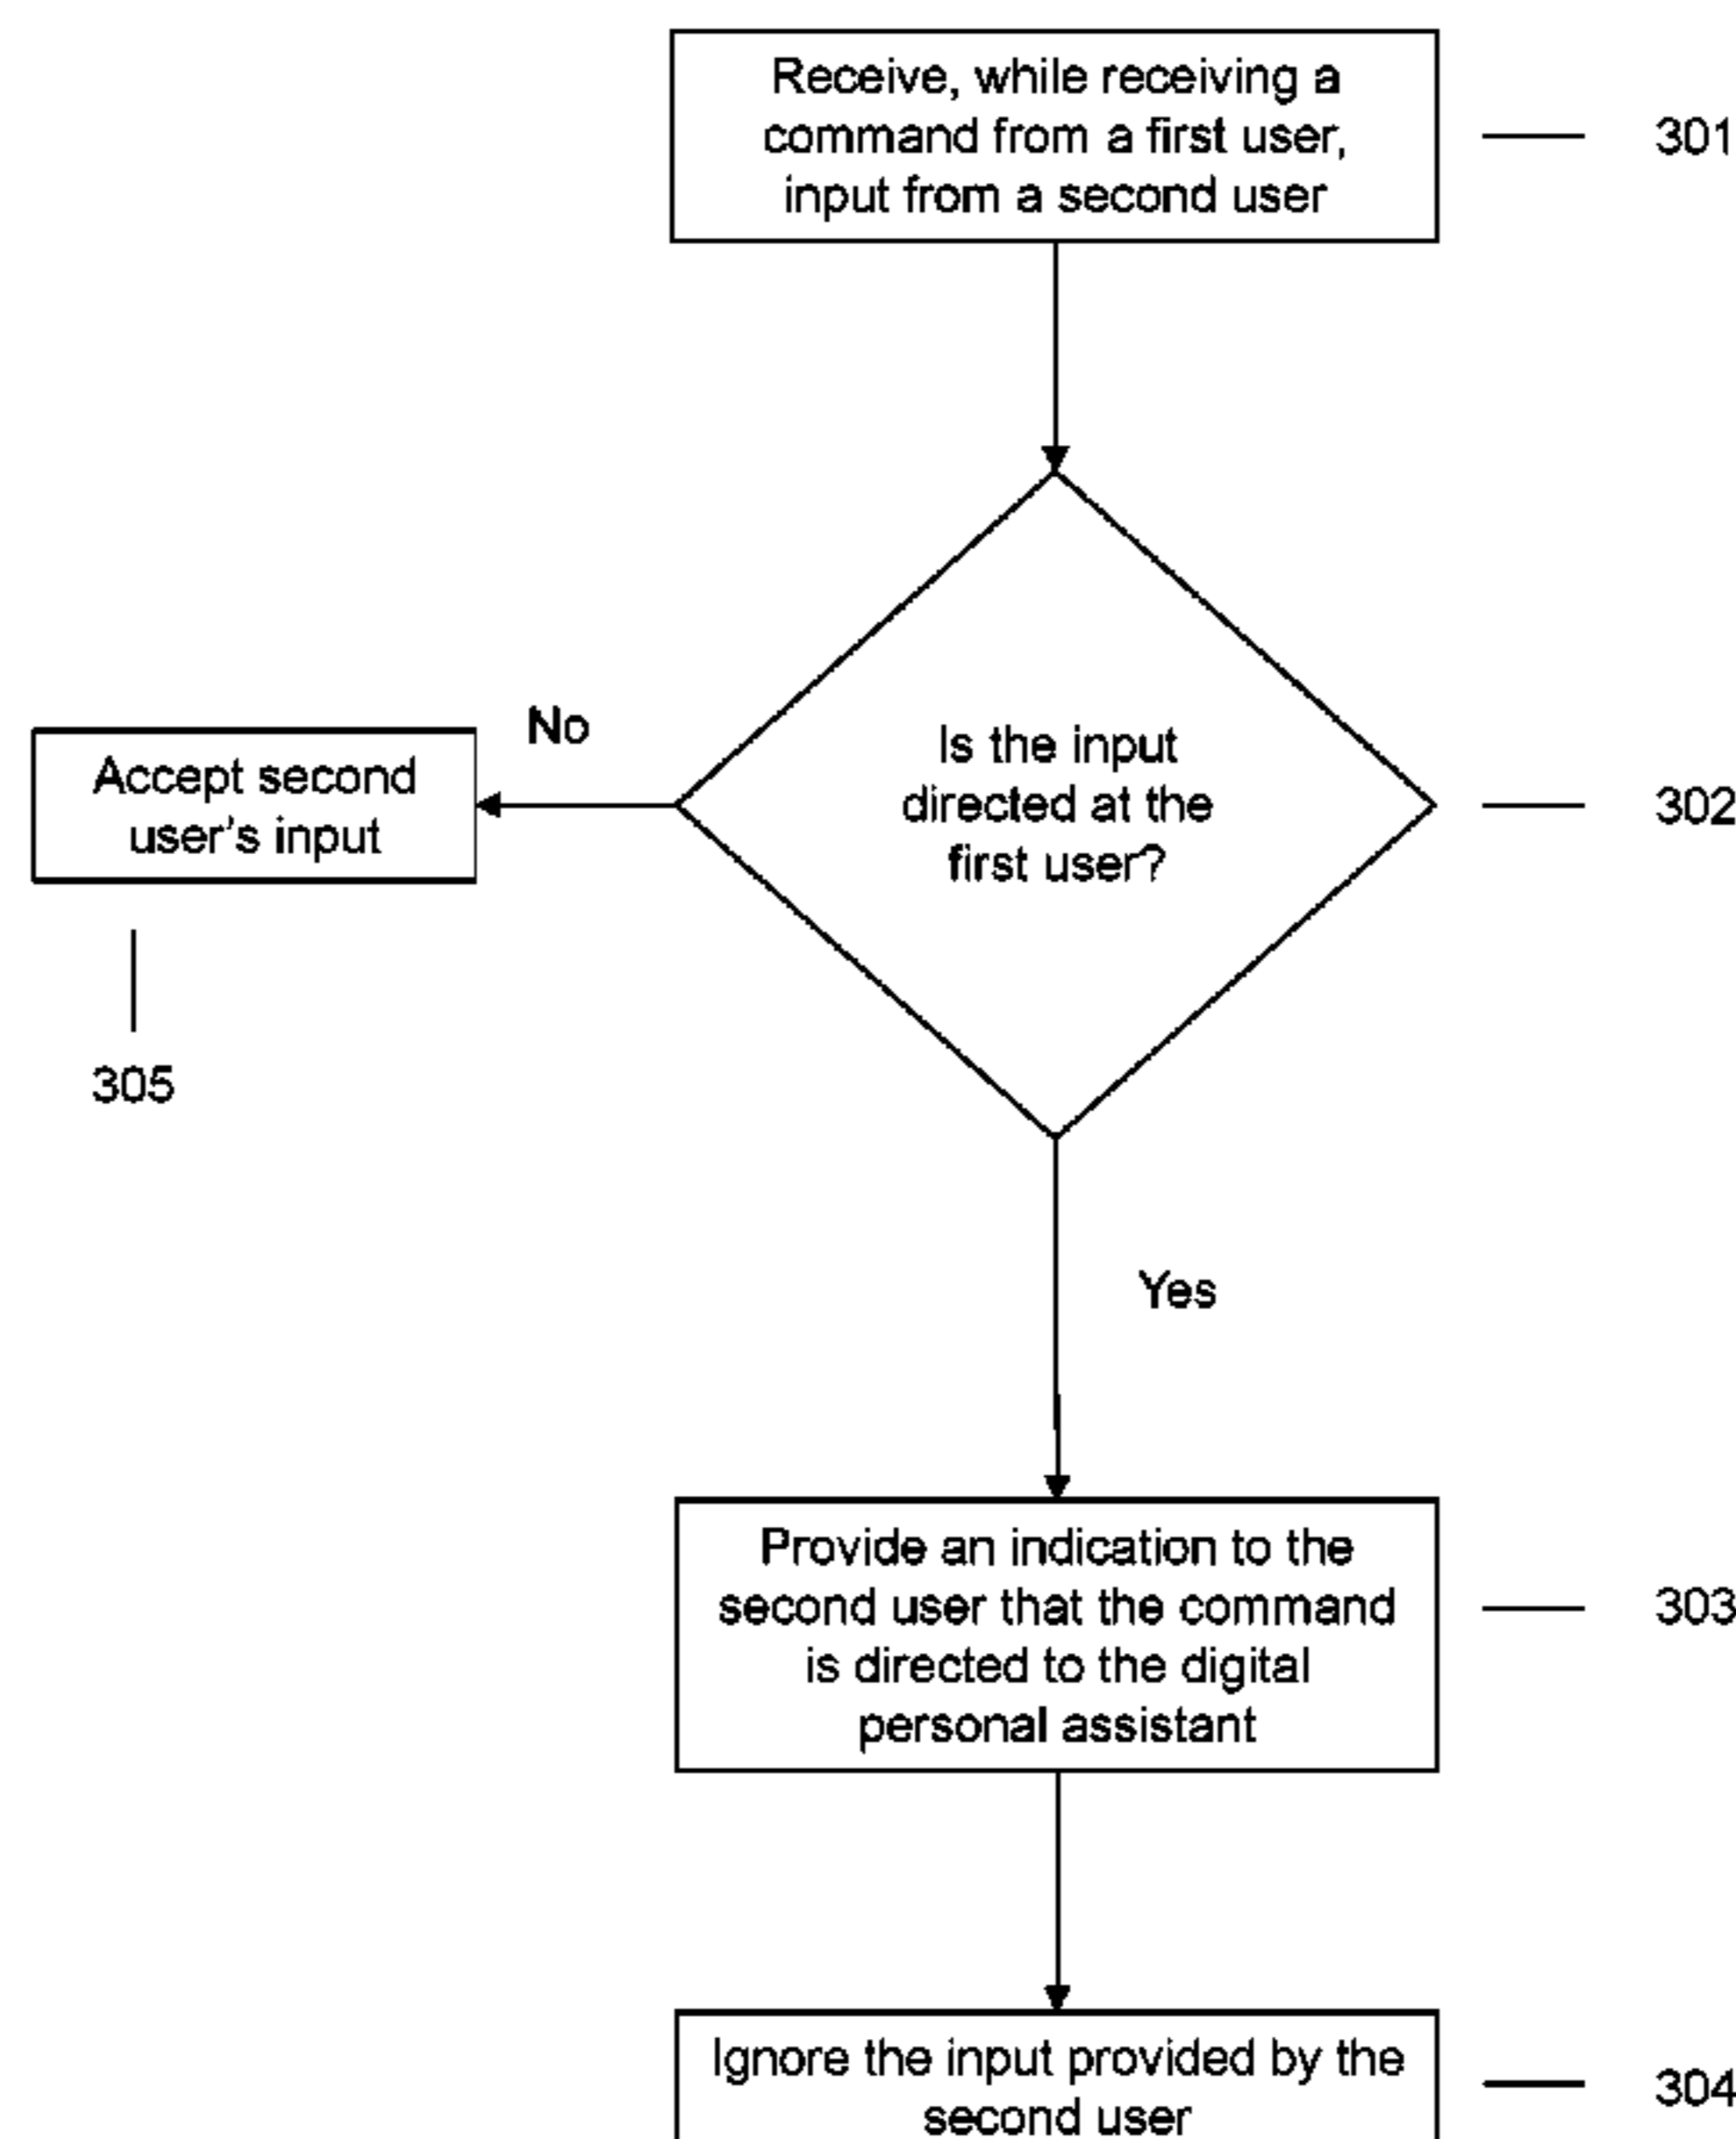 Receive, while receiving a
command from a first user,
input from a second user
301
No
Accept second
user's input
305
Is the input
directed at the
first user?
302
Yes
Provide an indication to the
second user that the command
is directed to the digital
personal assistant
303
Ignore the input provided by the
second user
304